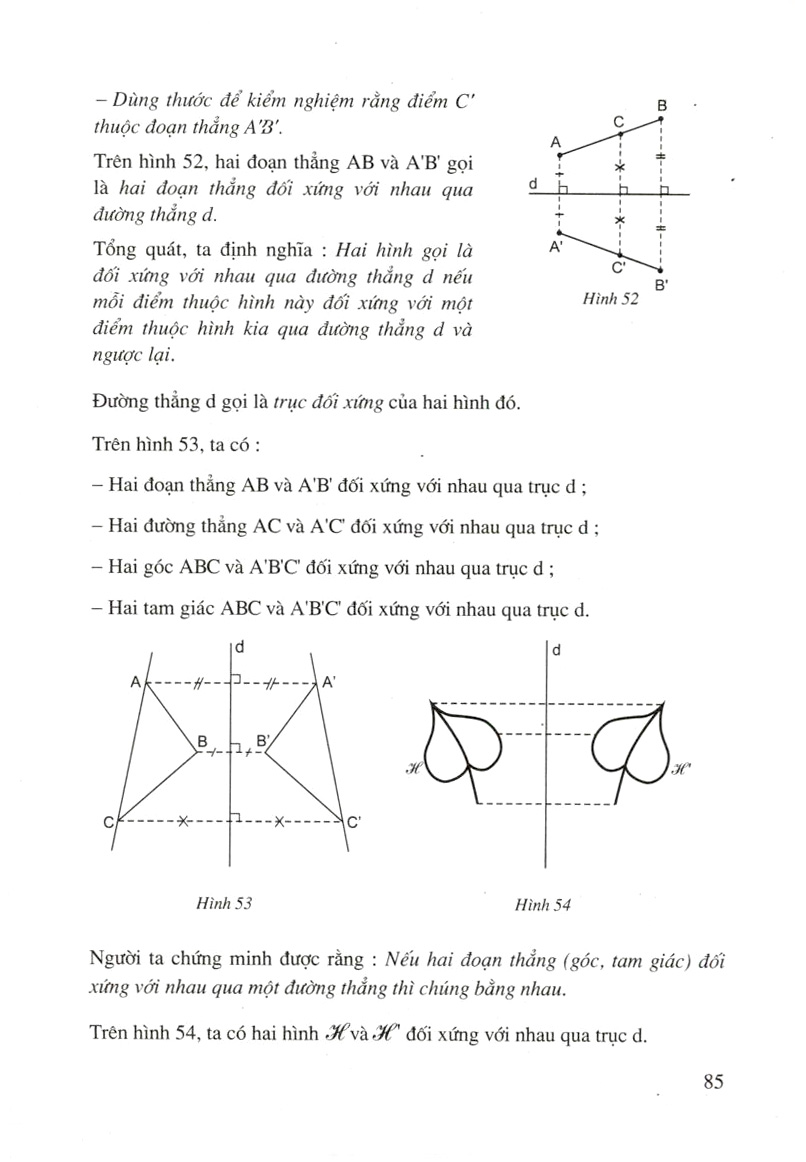 – Dùng thước để kiểm nghiệm rằng điểm C'
thuộc đoạn thẳng A'B'.
Trên hình 52, hai đoạn thẳng AB và A'B' gọi
là hai đoạn thẳng đối xứng với nhau qua
đường thẳng d.
Tổng quát, ta định nghĩa : Hai hình gọi là
đối xứng với nhau qua đường thẳng d nếu
mỗi điểm thuộc hình này đối xứng với một
điểm thuộc hình kia qua đường thẳng d và
ngược lại.
B
C
A
d
A'
C'
B'
Hình 52
Đường thẳng d gọi là trục đối xứng của hai hình đó.
Trên hình 53, ta có :
– Hai đoạn thẳng AB và A'B' đối xứng với nhau qua trục d ;
– Hai đường thẳng AC và A'C' đối xứng với nhau qua trục d ;
– Hai góc ABC và A'B'C' đối xứng với nhau qua trục d ;
– Hai tam giác ABC và A'B'C' đối xứng với nhau qua trục d.
d
A A'
B B'
C C'
Hình 53
d
ℋ ℋ'
Hình 54
Người ta chứng minh được rằng : Nếu hai đoạn thẳng (góc, tam giác) đối
xứng với nhau qua một đường thẳng thì chúng bằng nhau.
Trên hình 54, ta có hai hình ℋ và ℋ' đối xứng với nhau qua trục d.
85